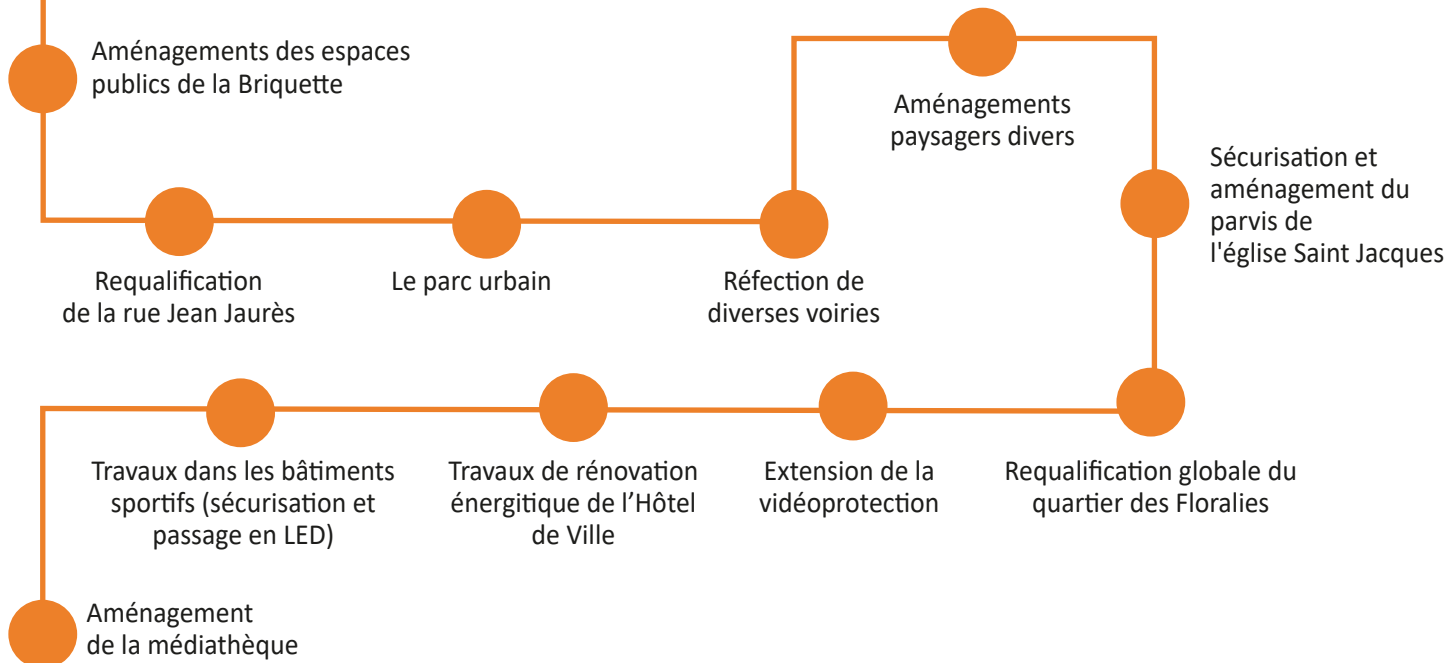 Aménagements des espaces
publics de la Briquette
Requalification
de la rue Jean Jaurès
Le parc urbain
Réfection de
diverses voiries
Aménagements
paysagers divers
Sécurisation et
aménagement du
parvis de
l'église Saint Jacques
Requalification globale du
quartier des Floralies
Extension de la
vidéoprotection
Travaux de rénovation
énergitique de l’Hôtel
de Ville
Travaux dans les bâtiments
sportifs (sécurisation et
passage en LED)
Aménagement
de la médiathèque